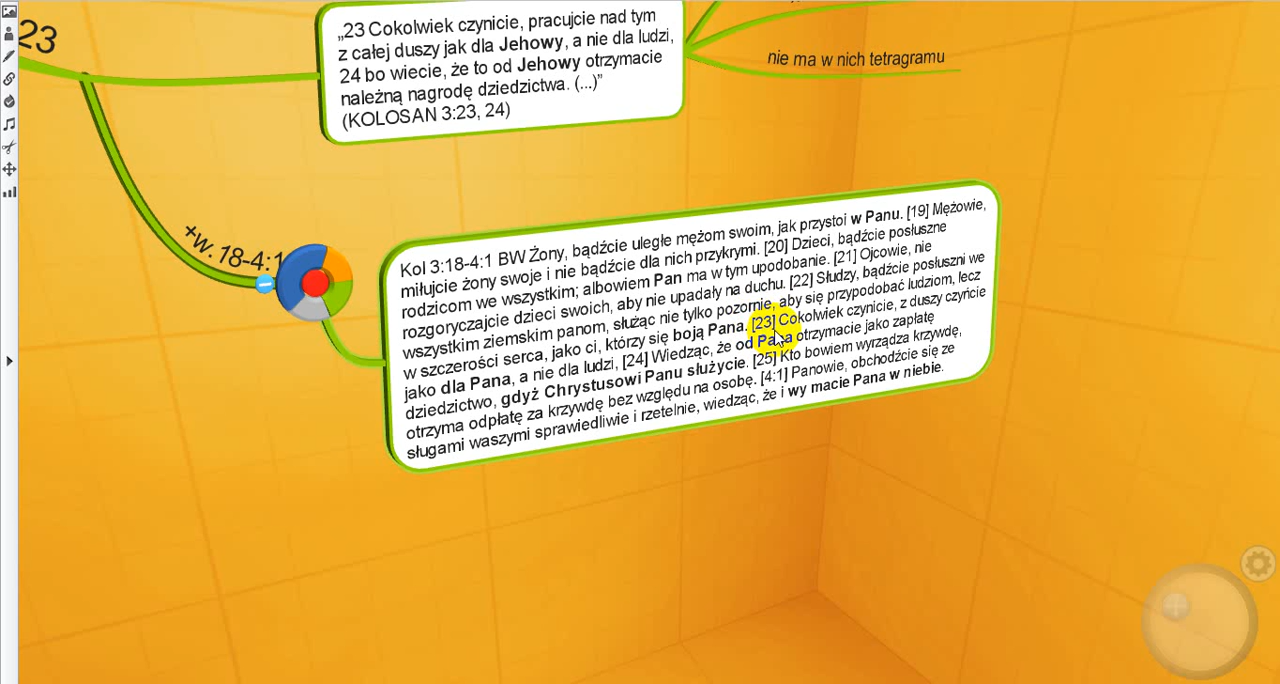 23
„23 Cokolwiek czynicie, pracujcie nad tym
z całej duszy jak dla Jehowy, a nie dla ludzi,
24 bo wiecie, że to od Jehowy otrzymacie
należną nagrodę dziedzictwa. (...)”
(KOLOSAN 3:23, 24)
nie ma w nich tetragramu
+w. 18-4:1
Kol 3:18-4:1 BW Żony, bądźcie uległe mężom swoim, jak przystoi w Panu. [19] Mężowie,
miłujcie żony swoje i nie bądźcie dla nich przykrymi. [20] Dzieci, bądźcie posłuszne
rodzicom we wszystkim; albowiem Pan ma w tym upodobanie. [21] Ojcowie, nie
rozgoryczajcie dzieci swoich, aby nie upadały na duchu. [22] Słudzy, bądźcie posłuszni we
wszystkim ziemskim panom, służąc nie tylko pozornie, aby się przypodobać ludziom, lecz
w szczerości serca, jako ci, którzy się boją Pana. [23] Cokolwiek czynicie, z duszy czyńcie
jako dla Pana, a nie dla ludzi, [24] Wiedząc, że od Pana otrzymacie jako zapłatę
dziedzictwo, gdyż Chrystusowi Panu służycie. [25] Kto bowiem wyrządza krzywdę,
otrzyma odpłatę za krzywdę bez względu na osobę. [4:1] Panowie, obchodźcie się ze
sługami waszymi sprawiedliwie i rzetelnie, wiedząc, że i wy macie Pana w niebie.